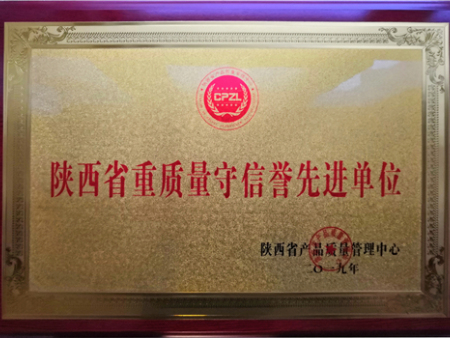 CPZL
陕西省重质量守信誉先进单位
陕西省产品质量管理中心
二〇一九年